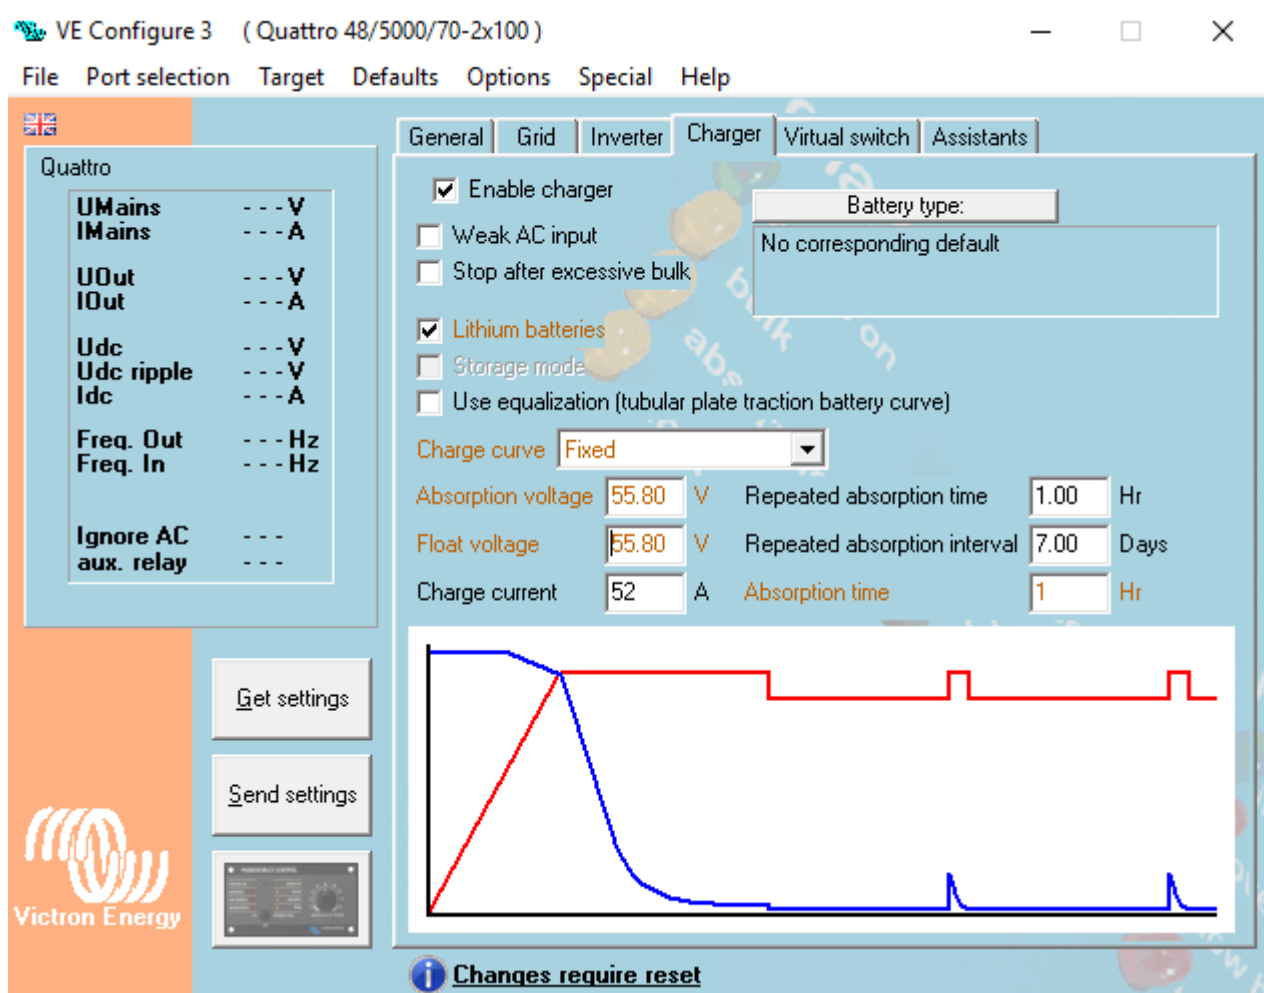 VE Configure 3 ( Quattro 48/5000/70-2x100 )
File Port selection Target Defaults Options Special Help
General Grid Inverter Charger Virtual switch Assistants
Quattro
UMains - - - V
IMains - - - A
UOut - - - V
IOut - - - A
Udc - - - V
Udc ripple - - - V
Idc - - - A
Freq. Out - - - Hz
Freq. In - - - Hz
Ignore AC - - -
aux. relay - - -
Enable charger
Battery type:
Weak AC input
No corresponding default
Stop after excessive bulk
Lithium batteries
Storage mode
Use equalization (tubular plate traction battery curve)
Charge curve Fixed
Absorption voltage 55.80 V Repeated absorption time 1.00 Hr
Float voltage 55.80 V Repeated absorption interval 7.00 Days
Charge current 52 A Absorption time 1 Hr
Get settings
Send settings
Victron Energy
Changes require reset
bulk
abs
on